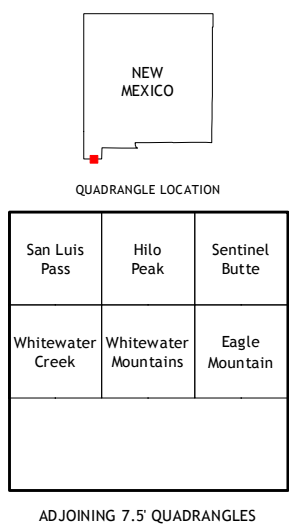 NEW
MEXICO
QUADRANGLE LOCATION
San Luis
Pass
Hilo
Peak
Sentinel
Butte
Whitewater
Creek
Whitewater
Mountains
Eagle
Mountain
ADJOINING 7.5' QUADRANGLES